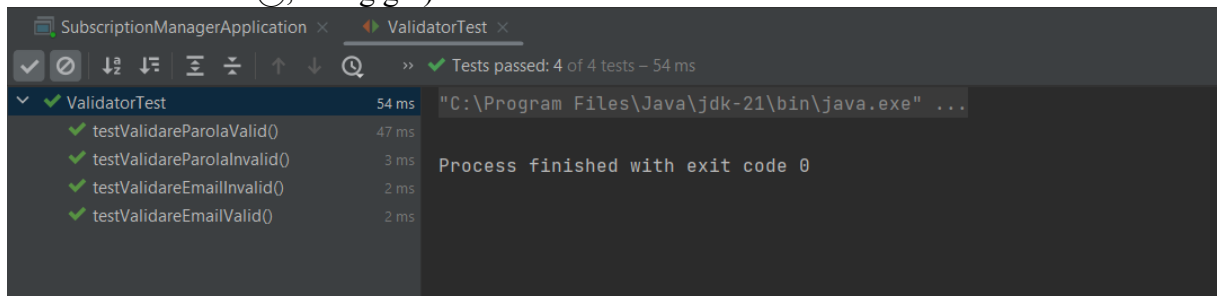 SubscriptionManagerApplication × ValidatorTest ×
» Tests passed: 4 of 4 tests – 54 ms
ValidatorTest 54 ms
testValidareParolaValid() 47 ms
testValidareParolaInvalid() 3 ms
testValidareEmailInvalid() 2 ms
testValidareEmailValid() 2 ms
"C:\Program Files\Java\jdk-21\bin\java.exe" ...
Process finished with exit code 0